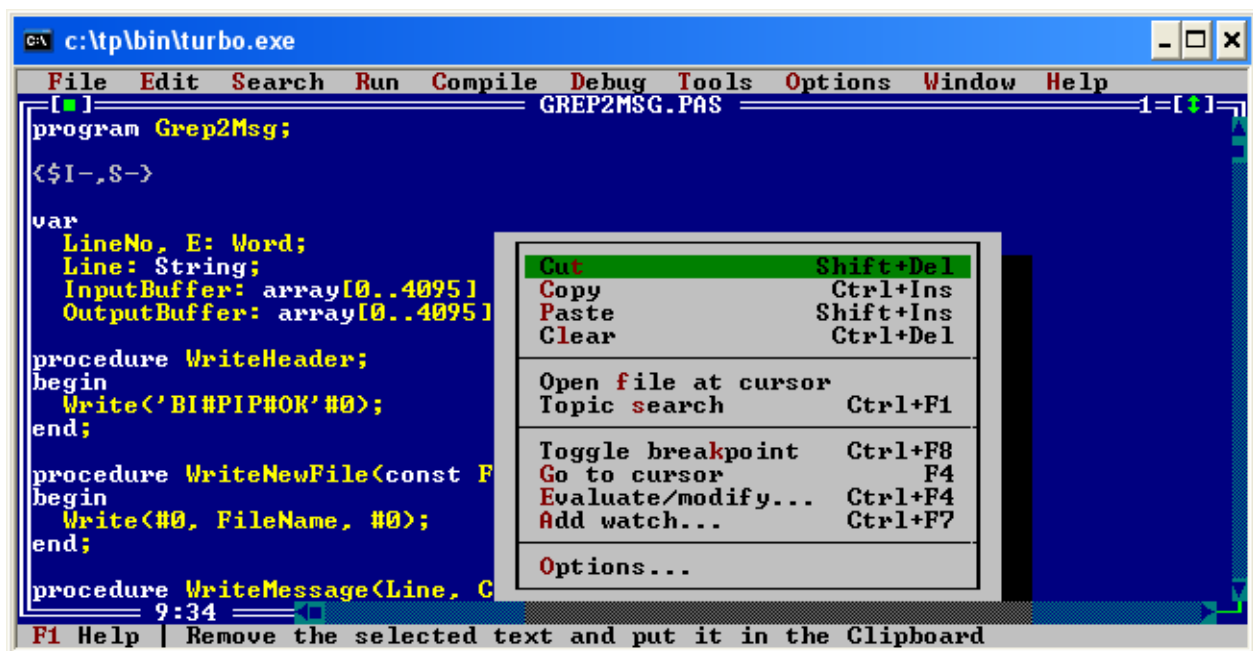 c:\tp\bin\turbo.exe
File Edit Search Run Compile Debug Tools Options Window Help
[■] GREP2MSG.PAS 1=[↕]
program Grep2Msg;
{$I-,S-}
var
LineNo, E: Word;
Line: String;
InputBuffer: array[0..4095]
OutputBuffer: array[0..4095]
procedure WriteHeader;
begin
Write('BI#PIP#OK'#0);
end;
procedure WriteNewFile(const F
begin
Write(#0, FileName, #0);
end;
procedure WriteMessage(Line, C
9:34
Cut Shift+Del
Copy Ctrl+Ins
Paste Shift+Ins
Clear Ctrl+Del
Open file at cursor
Topic search Ctrl+F1
Toggle breakpoint Ctrl+F8
Go to cursor F4
Evaluate/modify... Ctrl+F4
Add watch... Ctrl+F7
Options...
F1 Help | Remove the selected text and put it in the Clipboard